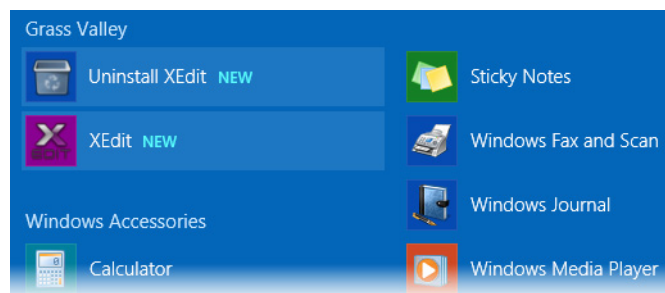 Grass Valley
Uninstall XEdit NEW
XEdit NEW
Windows Accessories
Calculator
Sticky Notes
Windows Fax and Scan
Windows Journal
Windows Media Player